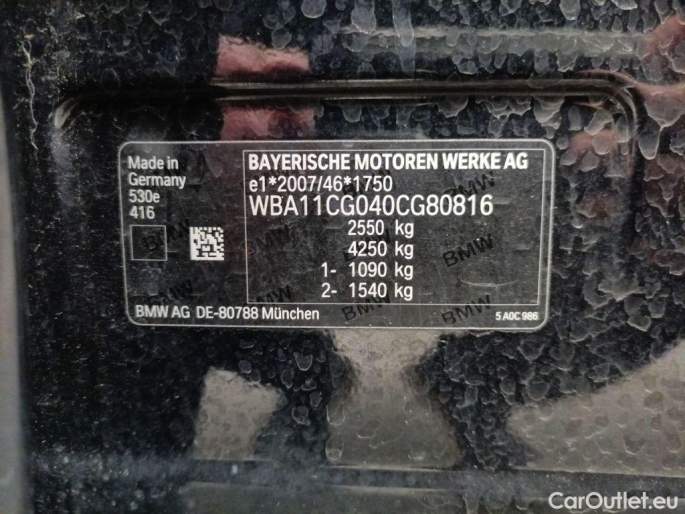 Made in
Germany
530e
416
BAYERISCHE MOTOREN WERKE AG
e1*2007/46*1750
WBA11CG040CG80816
2550 kg
4250 kg
1- 1090 kg
2- 1540 kg
BMW AG DE-80788 München
5 A0C 986
CarOutlet.eu